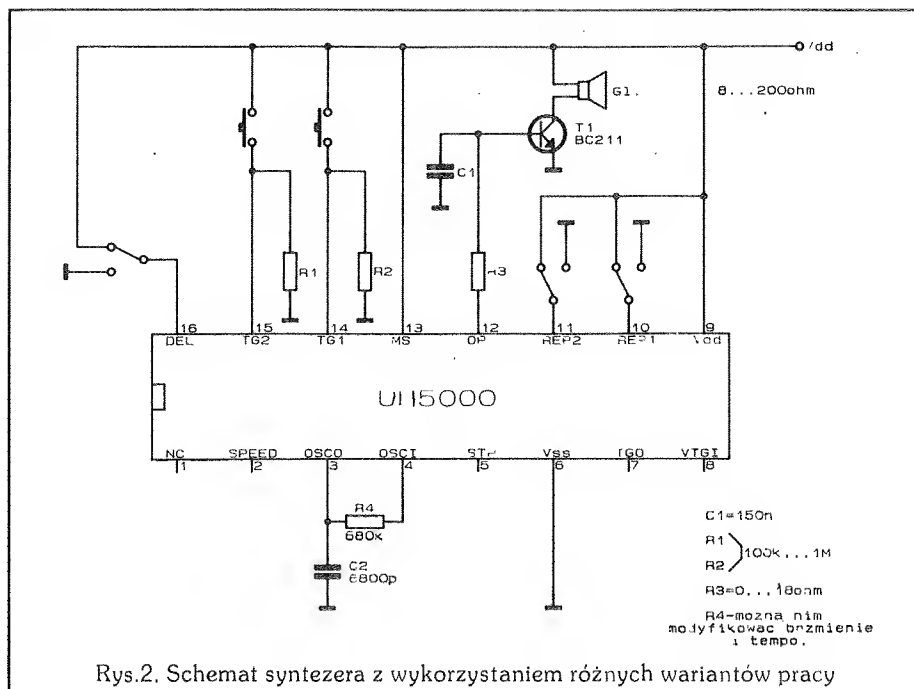 Vdd
Gl.
8...200ohm
T1
BC211
C1
R1
R2
R3
16
15
14
13
12
11
10
9
DEL
TG2
TG1
MS
OP
REP2
REP1
Vdd
NC
SPEED
OSCO
OSCI
Vss
TGO
VTGI
1
2
3
4
5
6
7
8
R4
680k
C2
6800p
C1=150n
R1
R2
100k...1M
R3=0...18ohm
R4-mozna nim
modyfikowac brzmienie
i tempo.
Rys.2. Schemat syntezera z wykorzystaniem różnych wariantów pracy